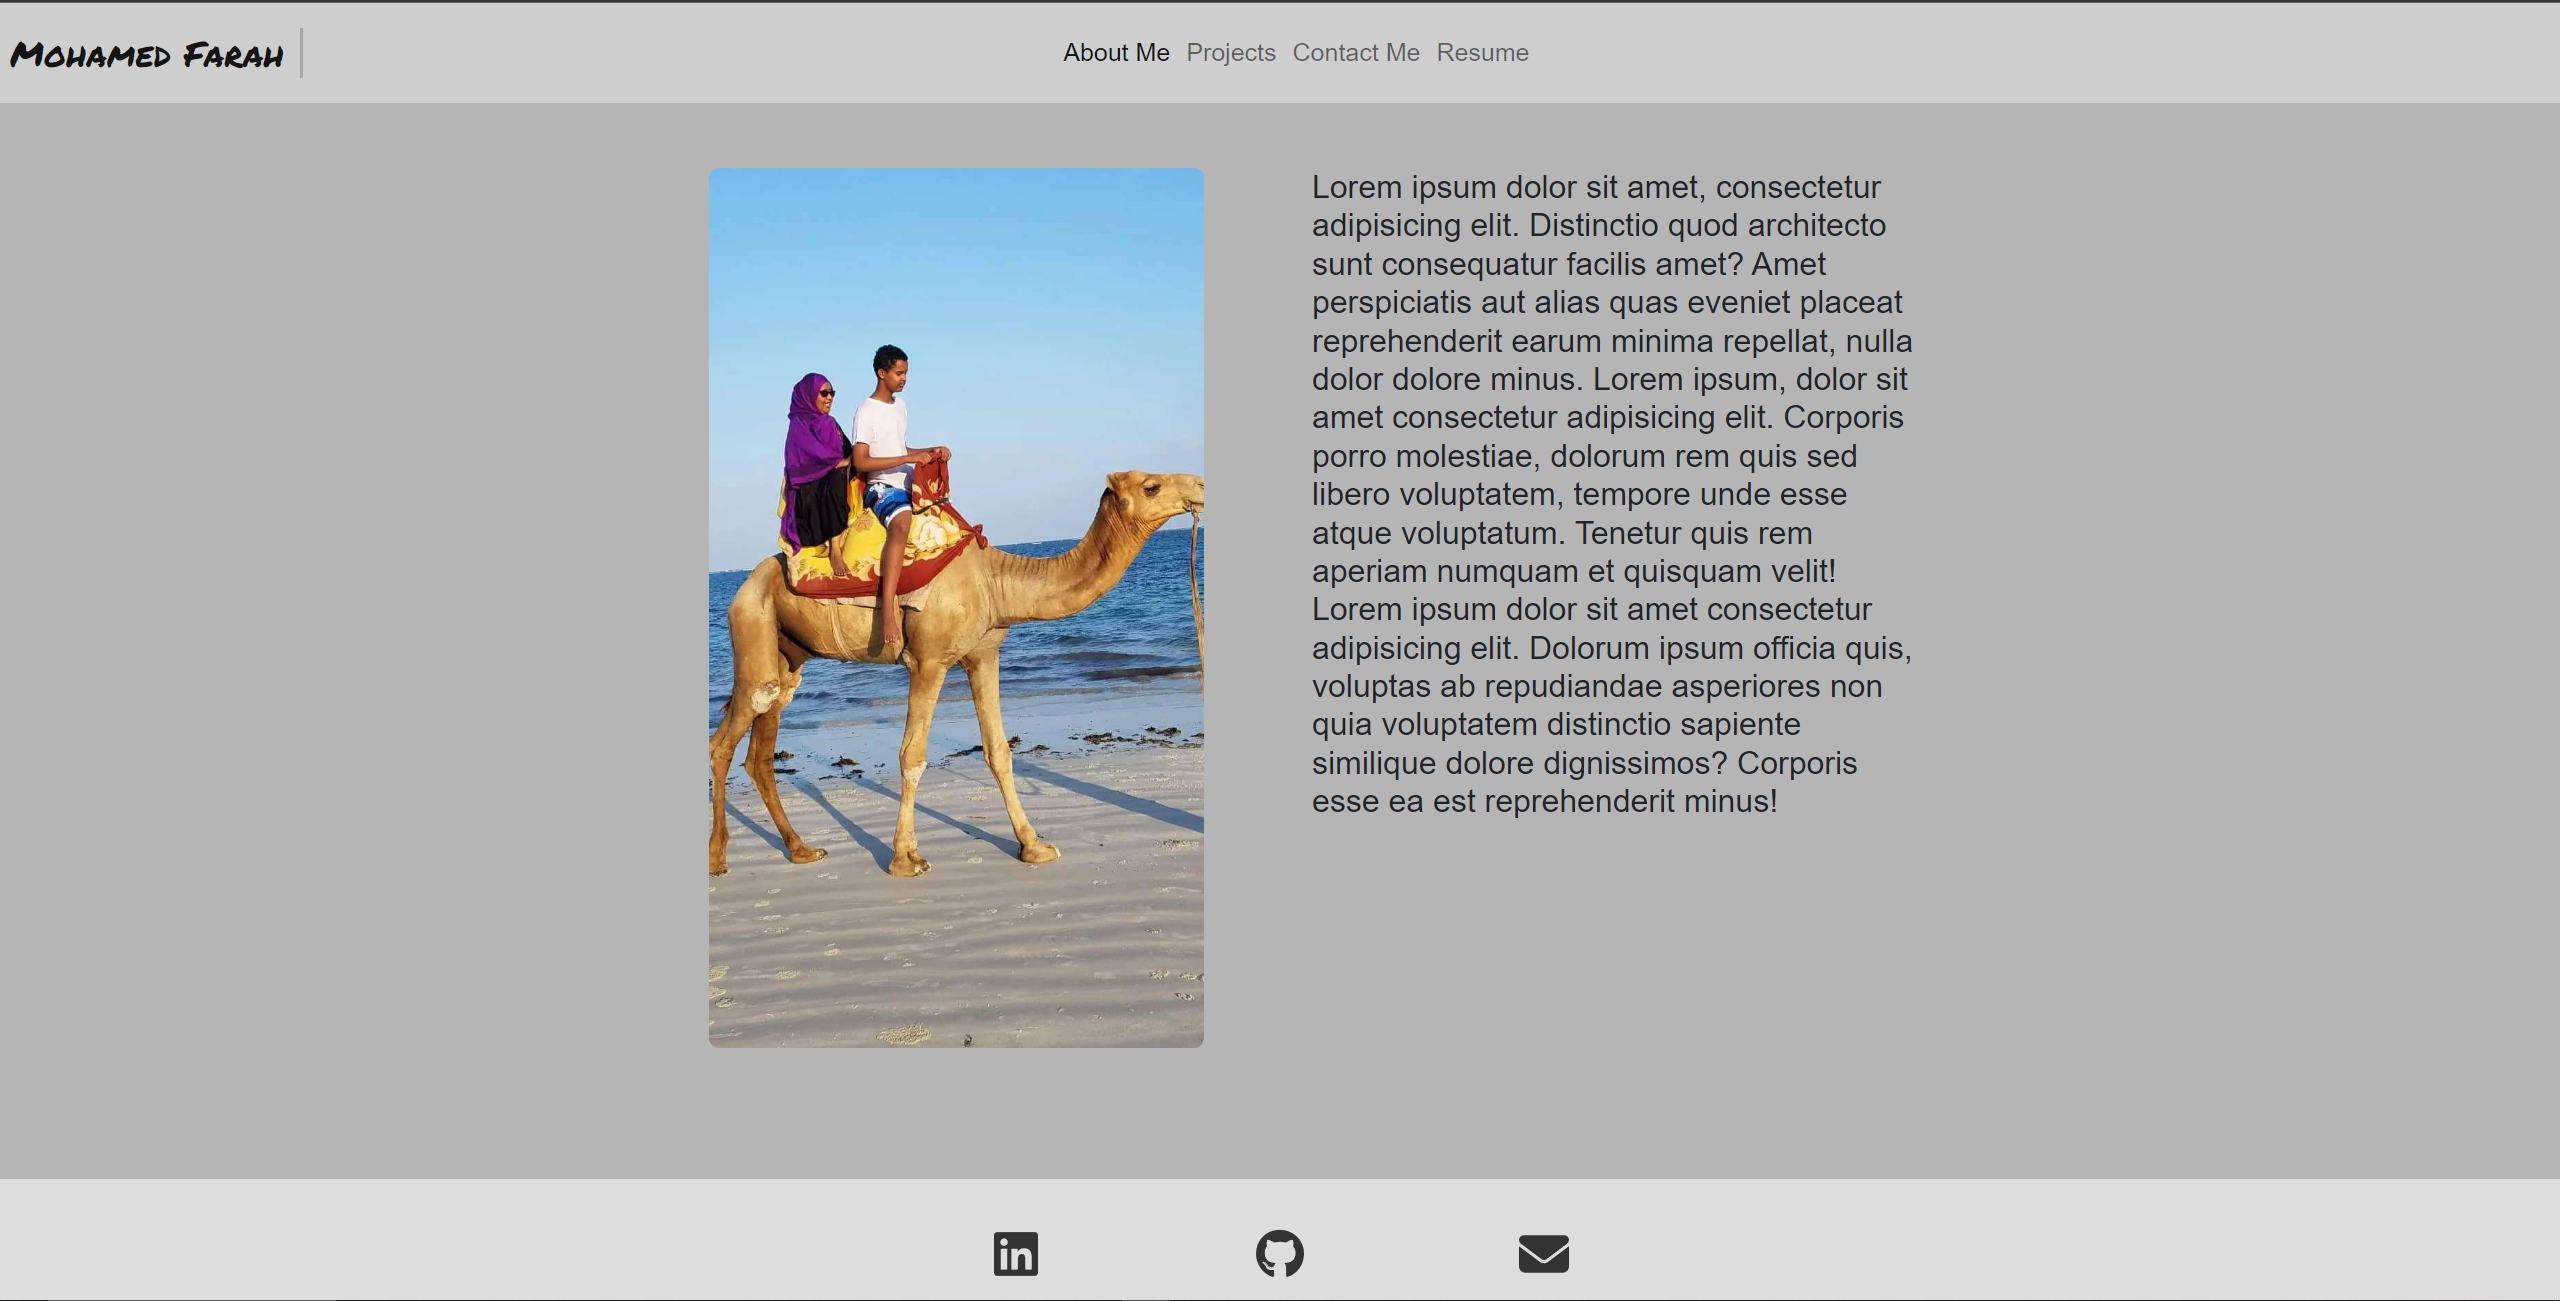 Mohamed Farah
About Me Projects Contact Me Resume
Lorem ipsum dolor sit amet, consectetur
adipisicing elit. Distinctio quod architecto
sunt consequatur facilis amet? Amet
perspiciatis aut alias quas eveniet placeat
reprehenderit earum minima repellat, nulla
dolor dolore minus. Lorem ipsum, dolor sit
amet consectetur adipisicing elit. Corporis
porro molestiae, dolorum rem quis sed
libero voluptatem, tempore unde esse
atque voluptatum. Tenetur quis rem
aperiam numquam et quisquam velit!
Lorem ipsum dolor sit amet consectetur
adipisicing elit. Dolorum ipsum officia quis,
voluptas ab repudiandae asperiores non
quia voluptatem distinctio sapiente
similique dolore dignissimos? Corporis
esse ea est reprehenderit minus!
in